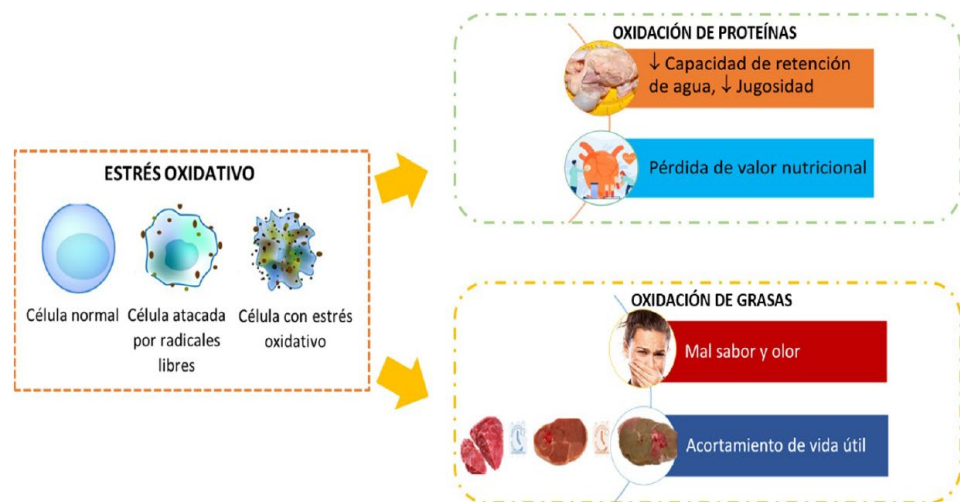 ESTRÉS OXIDATIVO
Célula normal
Célula atacada
por radicales
libres
Célula con estrés
oxidativo
OXIDACIÓN DE PROTEÍNAS
↓ Capacidad de retención
de agua, ↓ Jugosidad
Pérdida de valor nutricional
OXIDACIÓN DE GRASAS
Mal sabor y olor
Acortamiento de vida útil